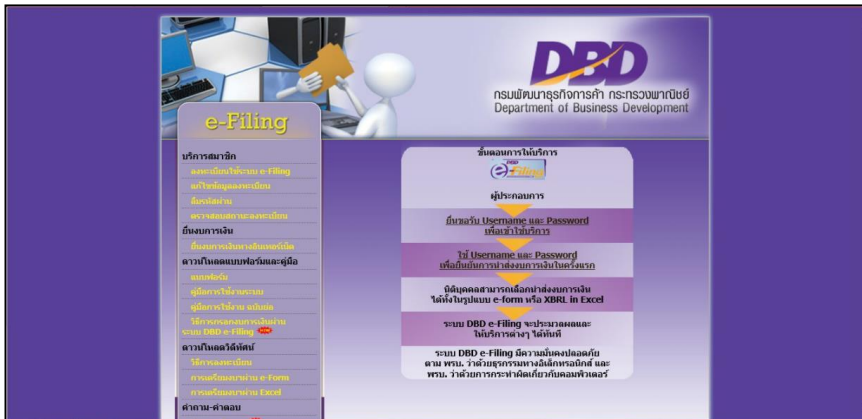 DBD
กรมพัฒนาธุรกิจการค้า กระทรวงพาณิชย์
Department of Business Development
e-Filing
บริการสมาชิก
ลงทะเบียนใช้ระบบ e-Filing
แก้ไขข้อมูลลงทะเบียน
ลืมรหัสผ่าน
ตรวจสอบสถานะลงทะเบียน
ยื่นงบการเงิน
ยื่นงบการเงินทางอินเทอร์เน็ต
ดาวน์โหลดแบบฟอร์มและคู่มือ
แบบฟอร์ม
คู่มือการใช้งานระบบ
คู่มือการใช้งาน ฉบับย่อ
วิธีการกรอกงบการเงินผ่าน
ระบบ DBD e-Filing
ดาวน์โหลดวีดิทัศน์
วิธีการลงทะเบียน
การเตรียมงบผ่าน e-Form
การเตรียมงบผ่าน Excel
คำถาม-คำตอบ
ขั้นตอนการให้บริการ
DBD
e-Filing
ผู้ประกอบการ
ยื่นขอรับ Username และ Password
เพื่อเข้าใช้บริการ
ใช้ Username และ Password
เพื่อยืนยันการนำส่งงบการเงินในครั้งแรก
นิติบุคคลสามารถเลือกนำส่งงบการเงิน
ได้ทั้งในรูปแบบ e-form หรือ XBRL in Excel
ระบบ DBD e-Filing จะประมวลผลและ
ให้บริการต่างๆ ได้ทันที
ระบบ DBD e-Filing มีความมั่นคงปลอดภัย
ตาม พรบ. ว่าด้วยธุรกรรมทางอิเล็กทรอนิกส์ และ
พรบ. ว่าด้วยการกระทำผิดเกี่ยวกับคอมพิวเตอร์